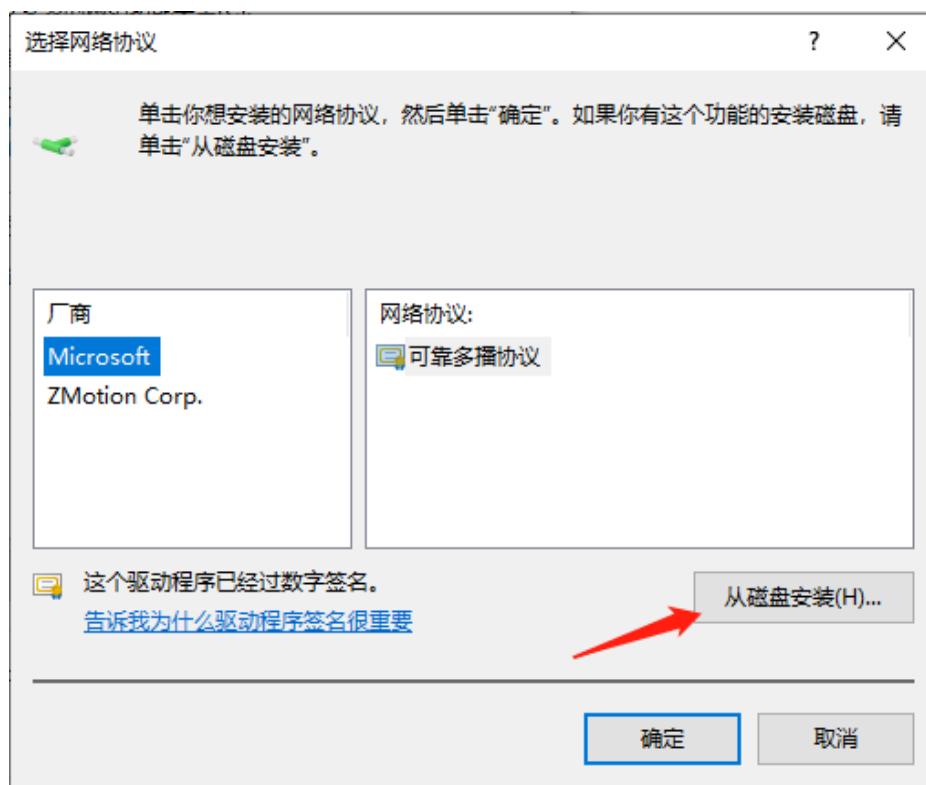 选择网络协议
?
单击你想安装的网络协议，然后单击“确定”。如果你有这个功能的安装磁盘，请
单击“从磁盘安装”。
厂商
Microsoft
ZMotion Corp.
网络协议:
可靠多播协议
这个驱动程序已经过数字签名。
告诉我为什么驱动程序签名很重要
从磁盘安装(H)...
确定
取消